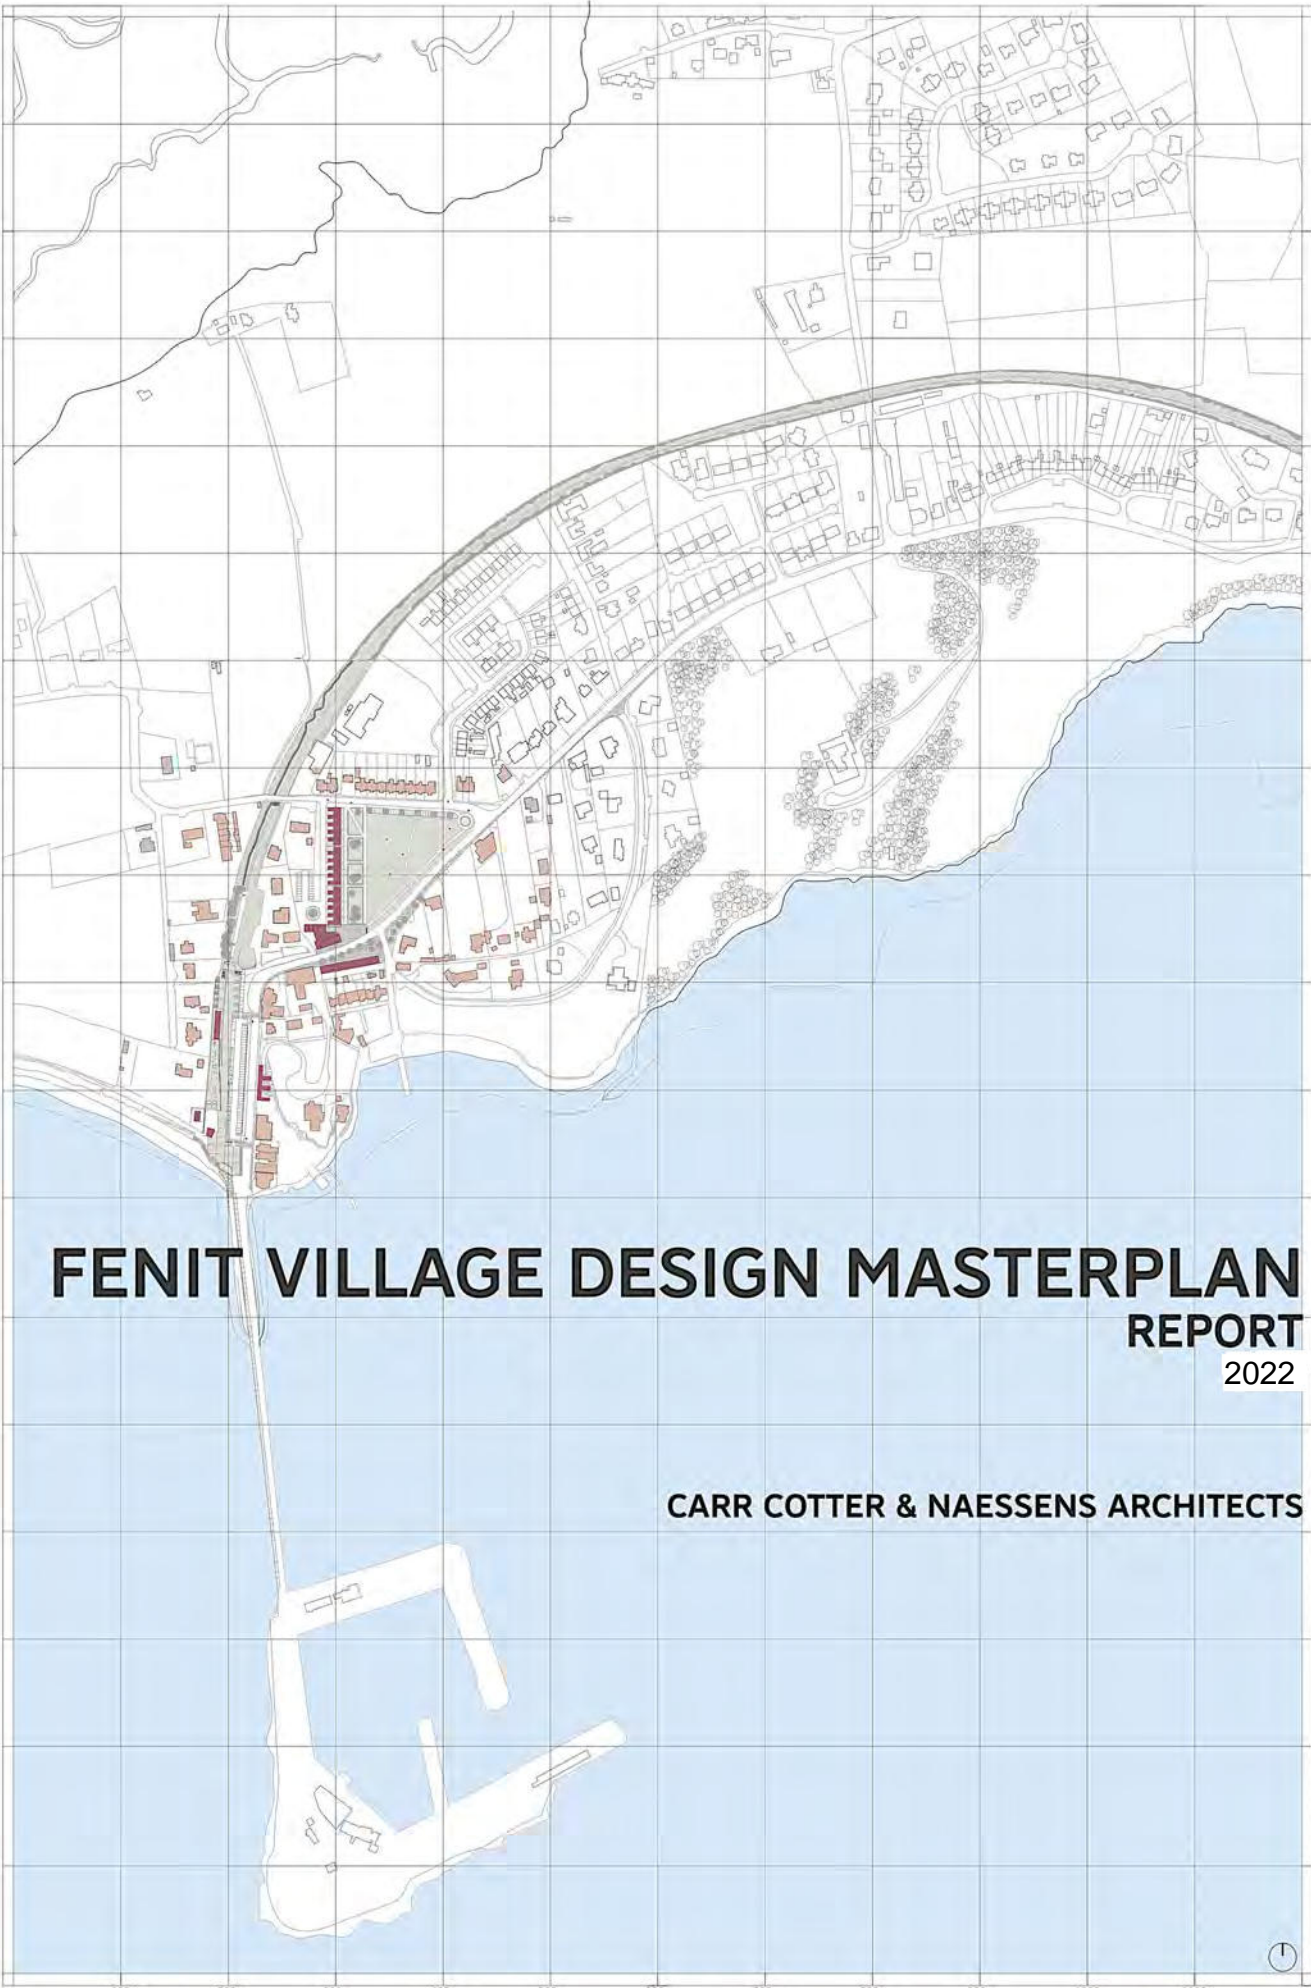 FENIT VILLAGE DESIGN MASTERPLAN
REPORT
2022
CARR COTTER & NAESSENS ARCHITECTS